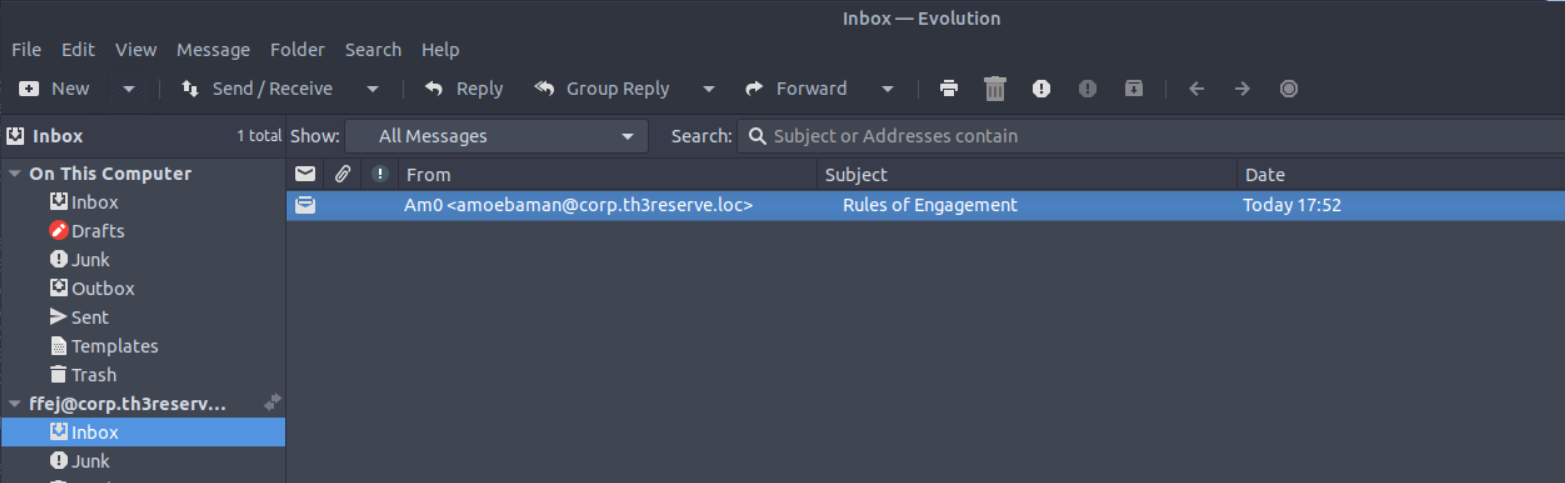 Inbox — Evolution
File Edit View Message Folder Search Help
New Send / Receive Reply Group Reply Forward
Inbox 1 total Show: All Messages Search: Subject or Addresses contain
On This Computer From Subject Date
Inbox Am0 <amoebaman@corp.th3reserve.loc> Rules of Engagement Today 17:52
Drafts
Junk
Outbox
Sent
Templates
Trash
ffej@corp.th3reserv...
Inbox
Junk